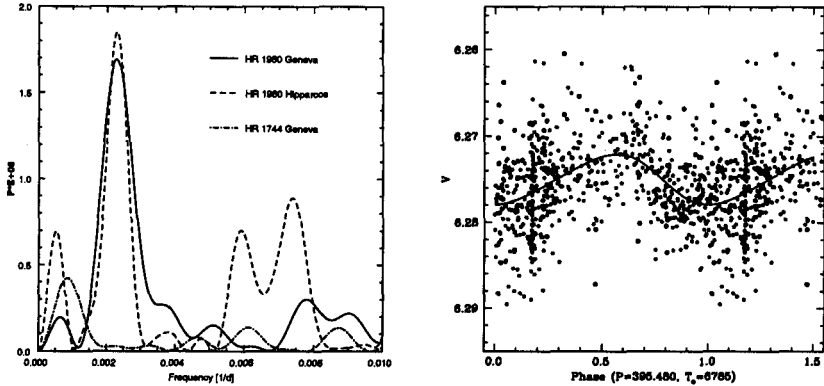 2.0
1.5
1.0
0.5
0.0
P*E+06
HR 1960 Geneva
HR 1960 Hipparcos
HR 1744 Geneva
0.000
0.002
0.004
0.006
0.008
0.010
Frequency [1/d]
6.26
6.27
6.28
6.29
V
0.0
0.5
1.0
1.5
Phase (P=395.480, T₀=6765)